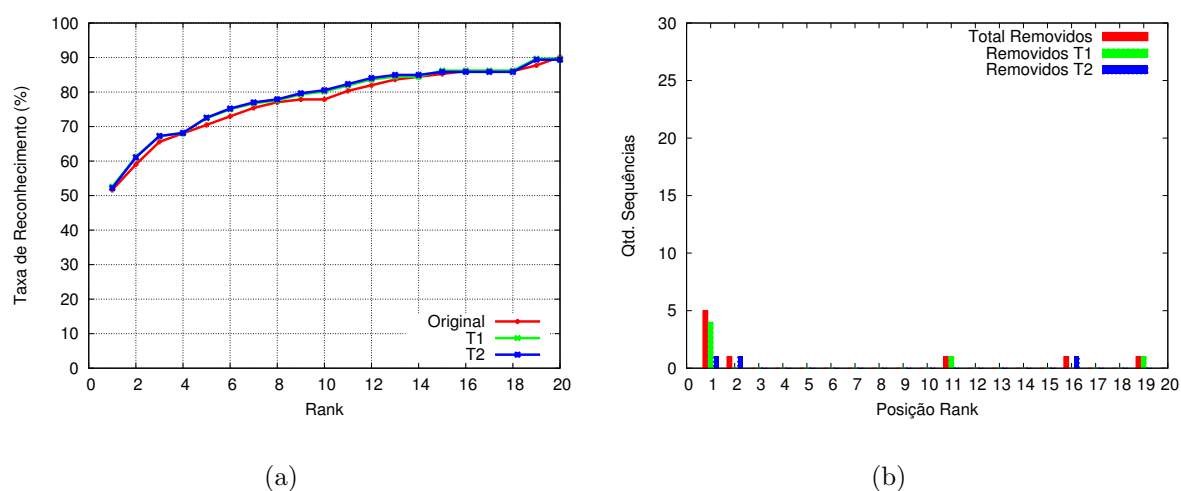 100
90
80
70
60
50
40
30
20
10
0
Taxa de Reconhecimento (%)
0 2 4 6 8 10 12 14 16 18 20
Rank
Original
T1
T2
(a)
30
25
20
15
10
5
0
Qtd. Sequências
0 1 2 3 4 5 6 7 8 9 10 11 12 13 14 15 16 17 18 19 20
Posição Rank
Total Removidos
Removidos T1
Removidos T2
(b)